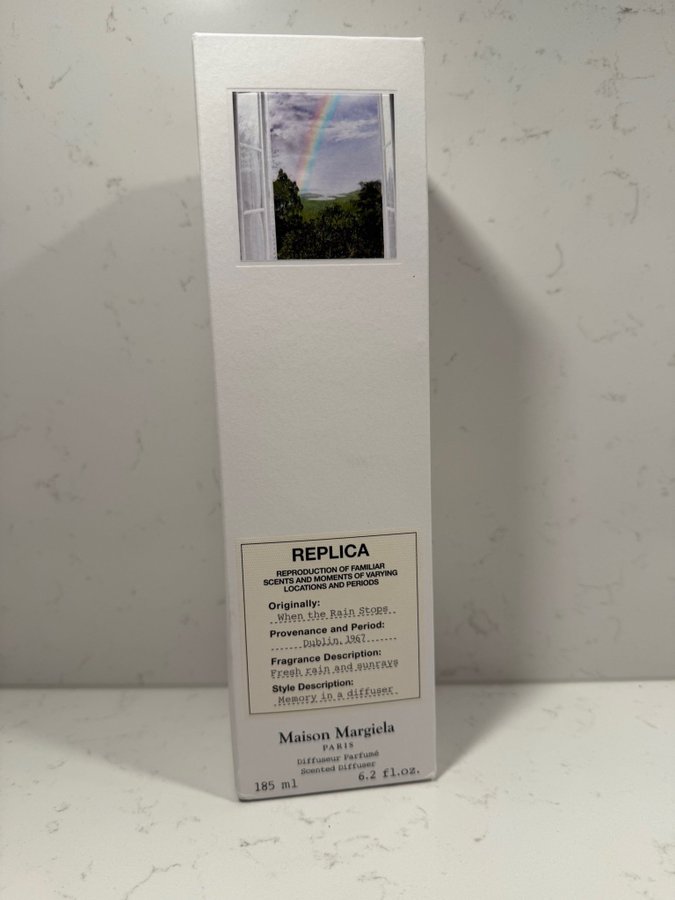 REPLICA
REPRODUCTION OF FAMILIAR
SCENTS AND MOMENTS OF VARYING
LOCATIONS AND PERIODS
Originally:
When the Rain Stops
Provenance and Period:
Dublin, 1967
Fragrance Description:
Fresh rain and sunrays
Style Description:
Memory in a diffuser
Maison Margiela
PARIS
Diffuseur Parfumé
Scented Diffuser
185 ml 6.2 fl.oz.